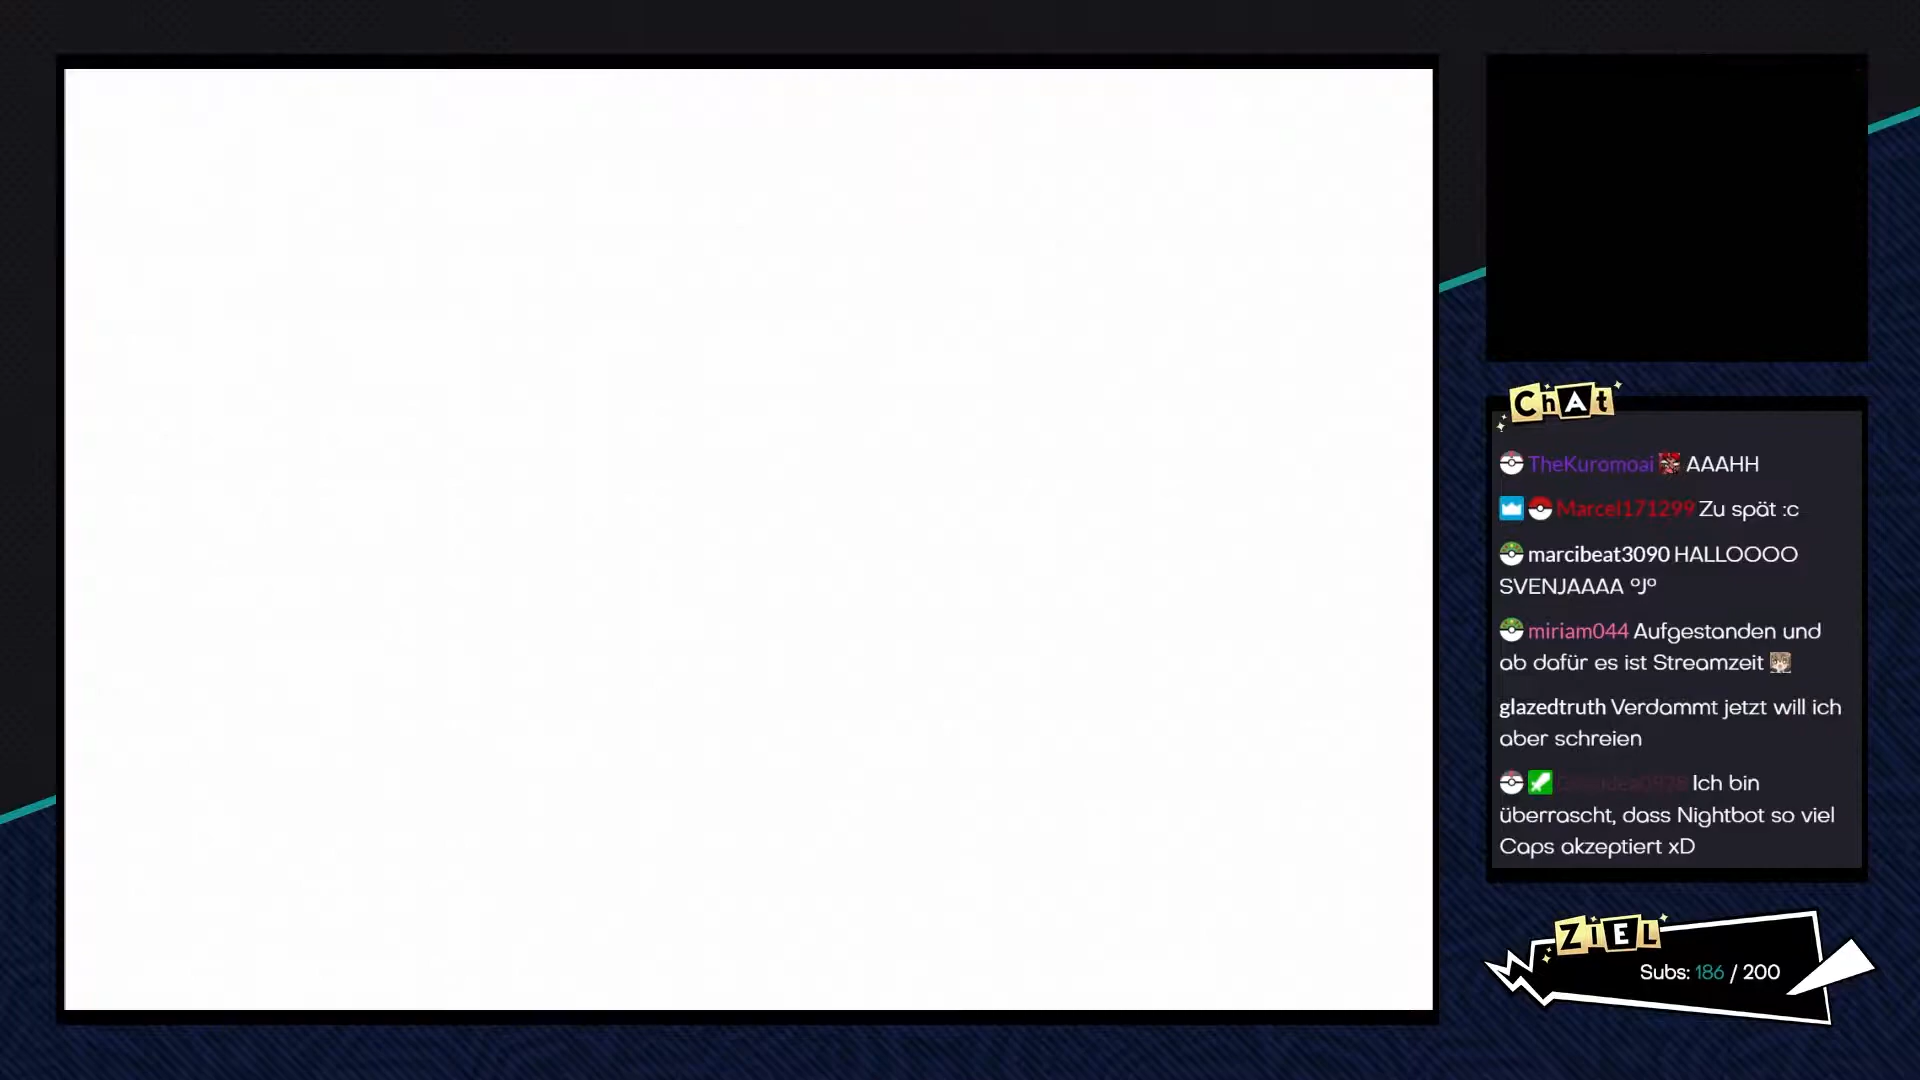 ChAt
TheKuromoai AAAHH
Marcel171299 Zu spät :c
marcibeat3090 HALLOOOO
SVENJAAAA °J°
miriam044 Aufgestanden und
ab dafür es ist Streamzeit
glazedtruth Verdammt jetzt will ich
aber schreien
Ich bin
überrascht, dass Nightbot so viel
Caps akzeptiert xD
ZiEL
Subs: 186 / 200